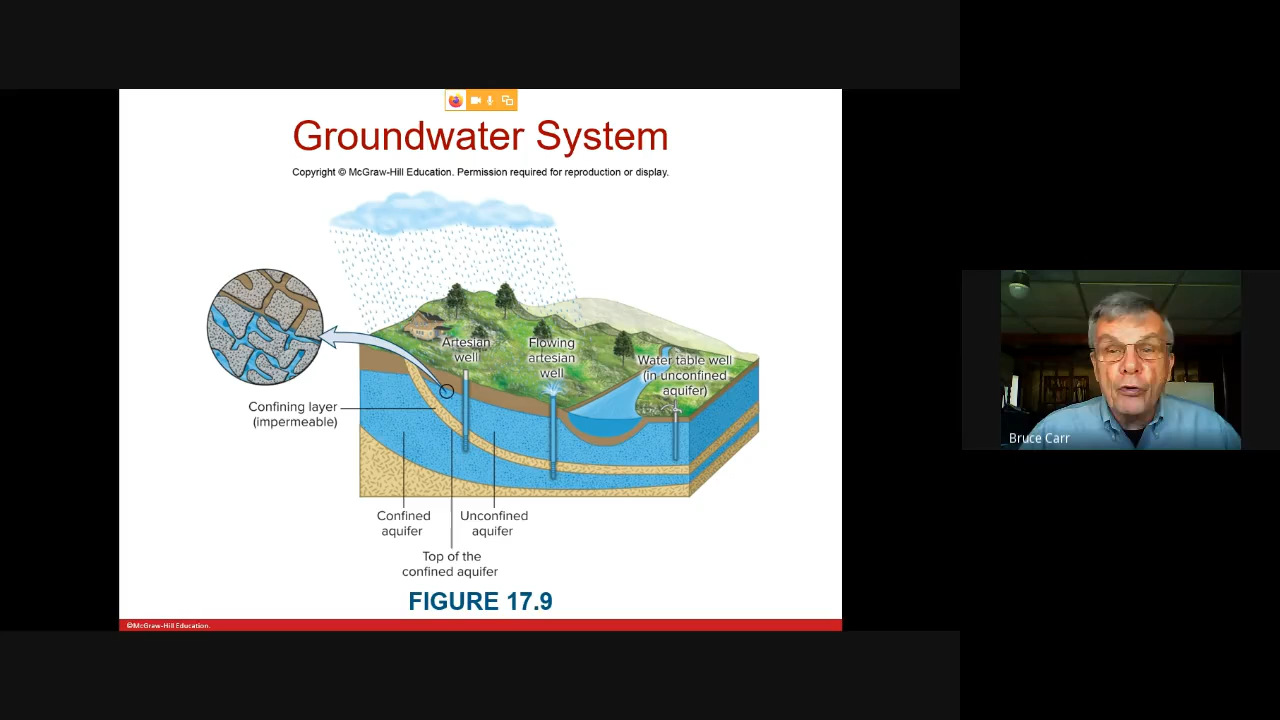 Groundwater System
Copyright © McGraw-Hill Education. Permission required for reproduction or display.
Artesian
well
Flowing
artesian
well
Water table well
(in unconfined
aquifer)
Confining layer
(impermeable)
Confined
aquifer
Unconfined
aquifer
Top of the
confined aquifer
FIGURE 17.9
©McGraw-Hill Education.
Bruce Carr